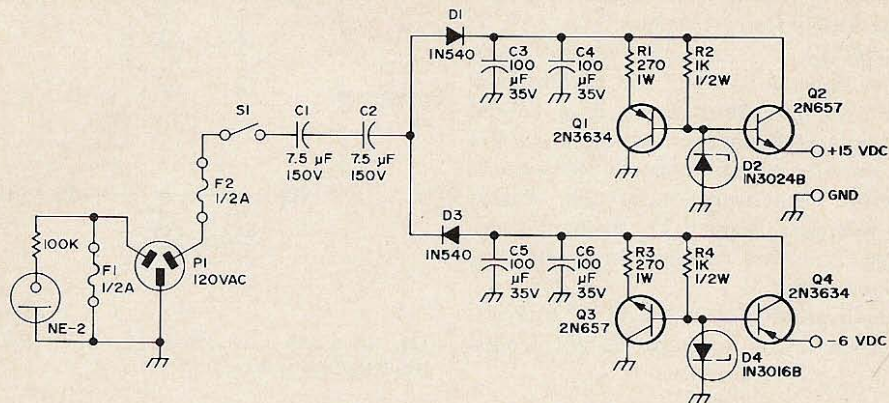 D1
1N540
C3
100
µF
35V
C4
100
µF
35V
R1
270
1W
R2
1K
1/2W
Q2
2N657
Q1
2N3634
+15 VDC
D2
1N3024B
GND
S1
C1
7.5 µF
150V
C2
7.5 µF
150V
F2
1/2A
100K
F1
1/2A
P1
120VAC
NE-2
D3
1N540
C5
100
µF
35V
C6
100
µF
35V
R3
270
1W
R4
1K
1/2W
Q4
2N3634
Q3
2N657
-6 VDC
D4
1N3016B